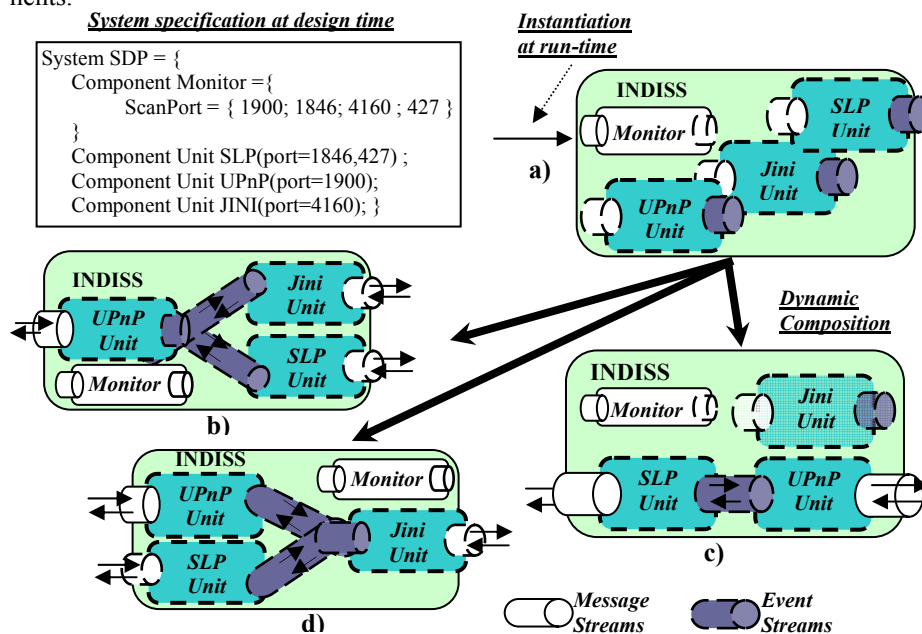 nents.
System specification at design time
System SDP = {
Component Monitor ={
ScanPort = { 1900; 1846; 4160 ; 427 }
}
Component Unit SLP(port=1846,427) ;
Component Unit UPnP(port=1900);
Component Unit JINI(port=4160); }
Instantiation
at run-time
a)
INDISS
Monitor
SLP
Unit
Jini
Unit
UPnP
Unit
Dynamic
Composition
b)
INDISS
UPnP
Unit
Monitor
Jini
Unit
SLP
Unit
c)
INDISS
Monitor
Jini
Unit
SLP
Unit
UPnP
Unit
d)
INDISS
UPnP
Unit
SLP
Unit
Monitor
Jini
Unit
Message
Streams
Event
Streams